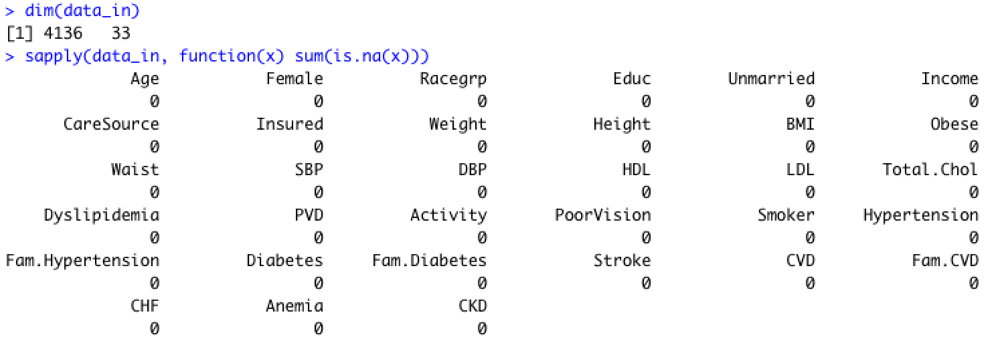 > dim(data_in)
[1] 4136   33
> sapply(data_in, function(x) sum(is.na(x)))
            Age          Female         Racegrp            Educ       Unmarried          Income
              0               0               0               0               0               0
     CareSource         Insured          Weight          Height             BMI           Obese
              0               0               0               0               0               0
          Waist             SBP             DBP             HDL             LDL      Total.Chol
              0               0               0               0               0               0
   Dyslipidemia             PVD        Activity      PoorVision          Smoker    Hypertension
              0               0               0               0               0               0
Fam.Hypertension        Diabetes    Fam.Diabetes          Stroke             CVD         Fam.CVD
              0               0               0               0               0               0
            CHF          Anemia             CKD
              0               0               0